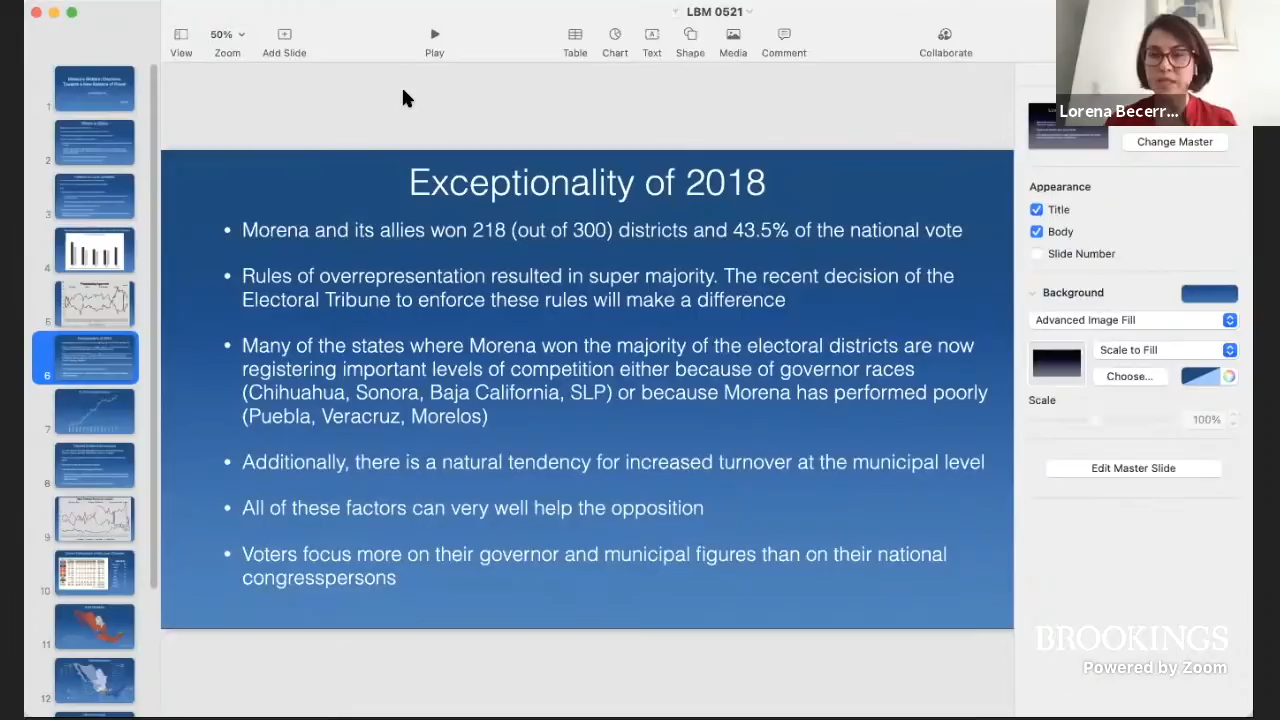 LBM 0521
50%
View
Zoom
Add Slide
Play
Table
Chart
Text
Shape
Media
Comment
Collaborate
Lorena Becerr...
1
2
3
4
5
6
7
8
9
10
11
12
Exceptionality of 2018
• Morena and its allies won 218 (out of 300) districts and 43.5% of the national vote
• Rules of overrepresentation resulted in super majority. The recent decision of the
Electoral Tribune to enforce these rules will make a difference
• Many of the states where Morena won the majority of the electoral districts are now
registering important levels of competition either because of governor races
(Chihuahua, Sonora, Baja California, SLP) or because Morena has performed poorly
(Puebla, Veracruz, Morelos)
• Additionally, there is a natural tendency for increased turnover at the municipal level
• All of these factors can very well help the opposition
• Voters focus more on their governor and municipal figures than on their national
congresspersons
Change Master
Appearance
Title
Body
Slide Number
Background
Advanced Image Fill
Scale to Fill
Choose...
Scale
100%
Edit Master Slide
BROOKINGS
Powered by Zoom